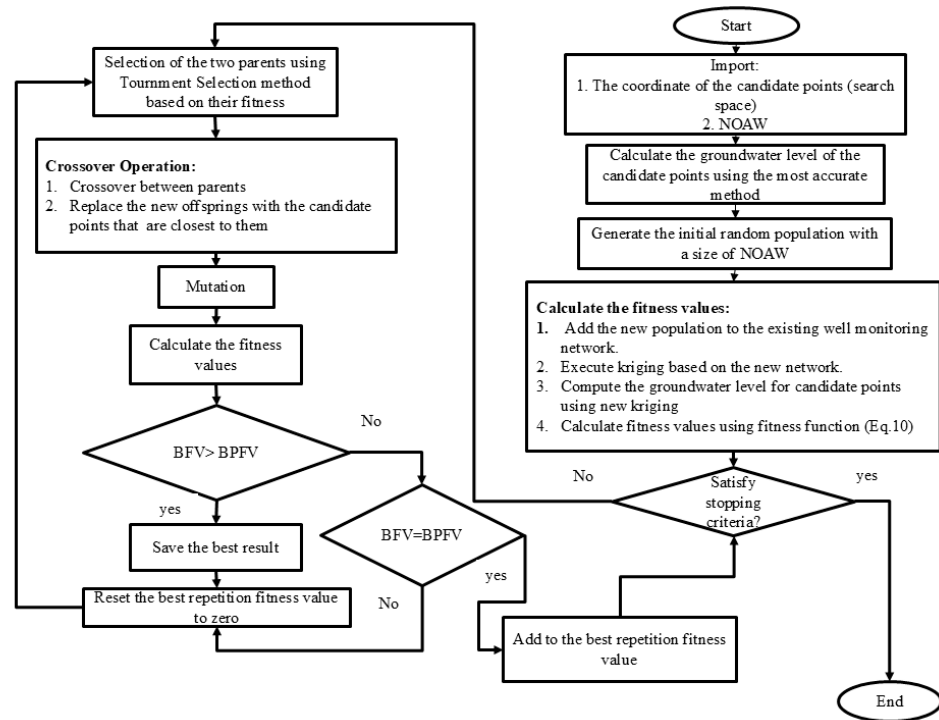 Start
Import:
1. The coordinate of the candidate points (search
space)
2. NOAW
Calculate the groundwater level of the
candidate points using the most accurate
method
Generate the initial random population with
a size of NOAW
Calculate the fitness values:
1. Add the new population to the existing well monitoring
network.
2. Execute kriging based on the new network.
3. Compute the groundwater level for candidate points
using new kriging
4. Calculate fitness values using fitness function (Eq.10)
Satisfy
stopping
criteria?
No
yes
End
Selection of the two parents using
Tournment Selection method
based on their fitness
Crossover Operation:
1. Crossover between parents
2. Replace the new offsprings with the candidate
points that are closest to them
Mutation
Calculate the fitness
values
BFV> BPFV
No
yes
Save the best result
Reset the best repetition fitness value
to zero
BFV=BPFV
No
yes
Add to the best repetition fitness
value